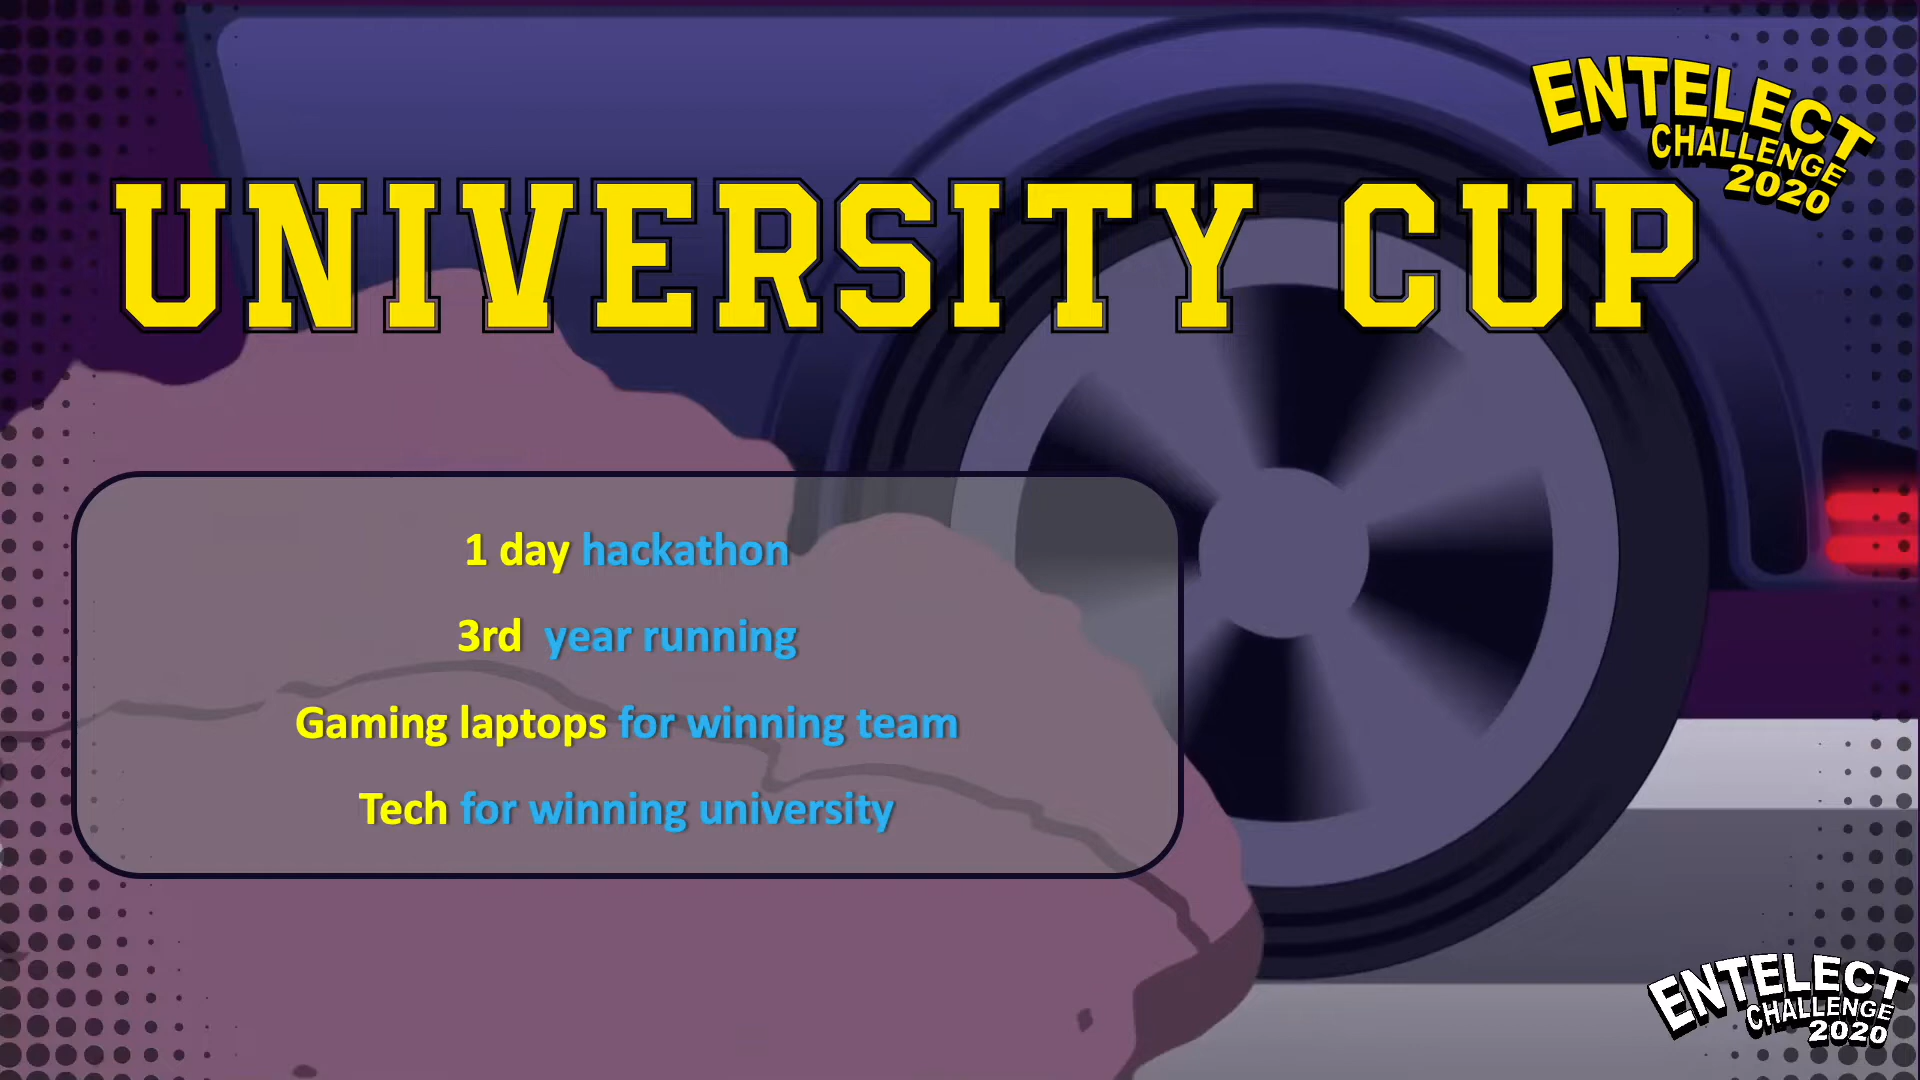 ENTELECT
CHALLENGE
2020
UNIVERSITY CUP
1 day hackathon
3rd year running
Gaming laptops for winning team
Tech for winning university
ENTELECT
CHALLENGE
2020